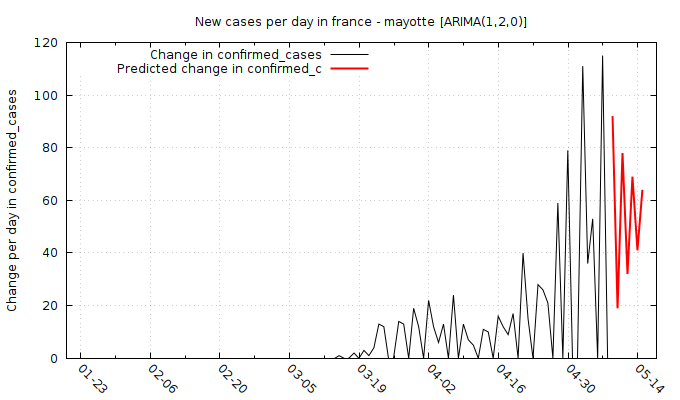 New cases per day in france - mayotte [ARIMA(1,2,0)]
Change in confirmed_cases
Predicted change in confirmed_c
Change per day in confirmed_cases
120
100
80
60
40
20
0
01-23 02-06 02-20 03-05 03-19 04-02 04-16 04-30 05-14